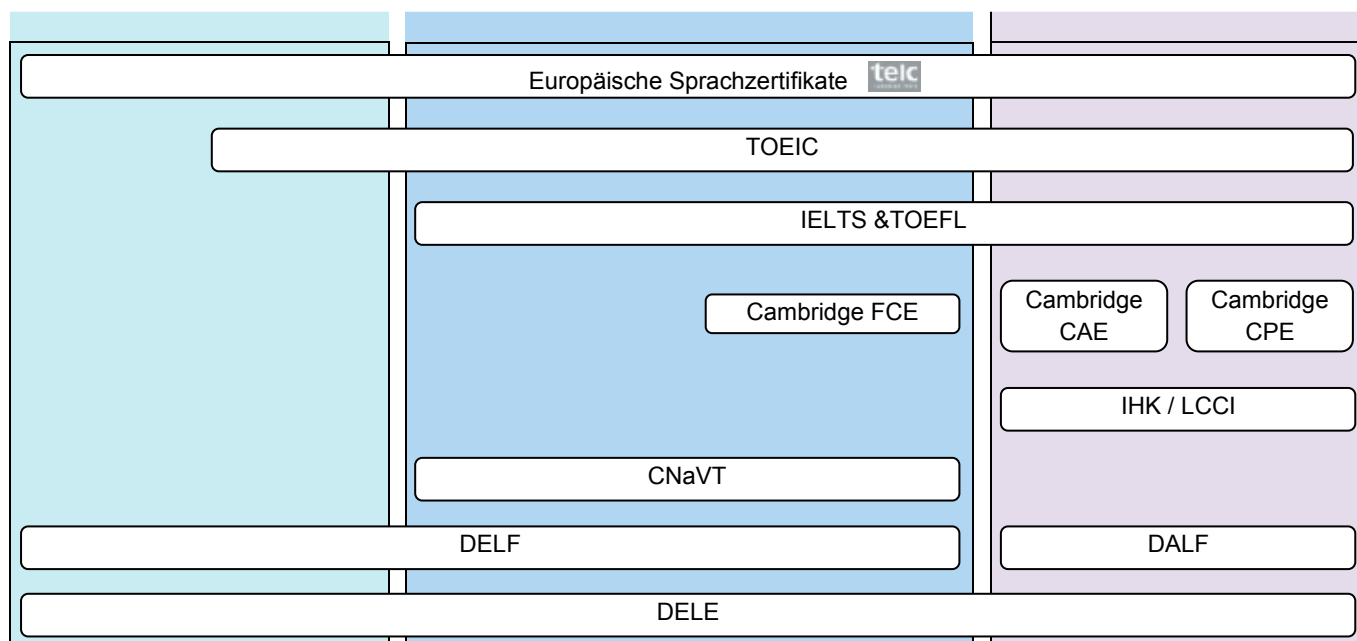 Europäische Sprachzertifikate telc
TOEIC
IELTS &TOEFL
Cambridge FCE
Cambridge
CAE
Cambridge
CPE
IHK / LCCI
CNaVT
DELF
DALF
DELE